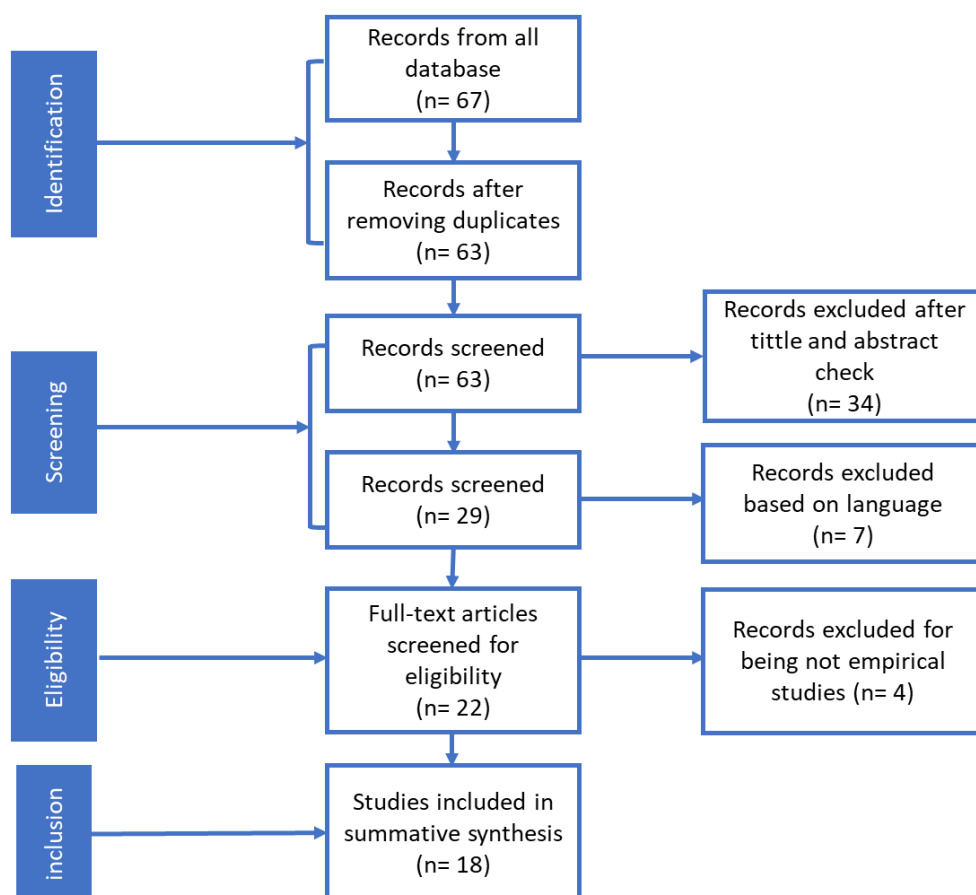 Identification
Records from all
database
(n= 67)
Records after
removing duplicates
(n= 63)
Screening
Records screened
(n= 63)
Records excluded after
tittle and abstract
check
(n= 34)
Records screened
(n= 29)
Records excluded
based on language
(n= 7)
Eligibility
Full-text articles
screened for
eligibility
(n= 22)
Records excluded for
being not empirical
studies (n= 4)
inclusion
Studies included in
summative synthesis
(n= 18)